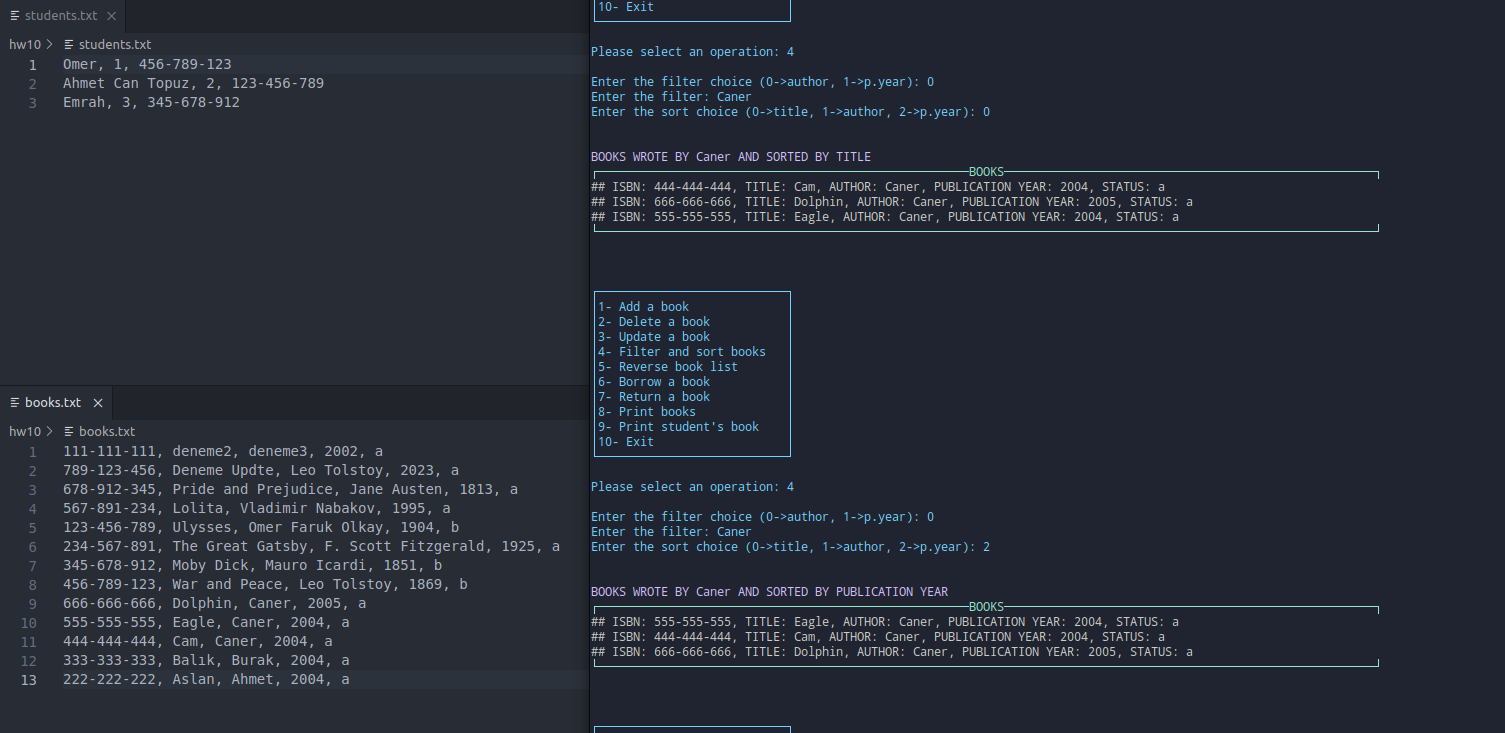 students.txt
hw10 > students.txt
1 Omer, 1, 456-789-123
2 Ahmet Can Topuz, 2, 123-456-789
3 Emrah, 3, 345-678-912
books.txt
hw10 > books.txt
1 111-111-111, deneme2, deneme3, 2002, a
2 789-123-456, Deneme Updte, Leo Tolstoy, 2023, a
3 678-912-345, Pride and Prejudice, Jane Austen, 1813, a
4 567-891-234, Lolita, Vladimir Nabakov, 1995, a
5 123-456-789, Ulysses, Omer Faruk Olkay, 1904, b
6 234-567-891, The Great Gatsby, F. Scott Fitzgerald, 1925, a
7 345-678-912, Moby Dick, Mauro Icardi, 1851, b
8 456-789-123, War and Peace, Leo Tolstoy, 1869, b
9 666-666-666, Dolphin, Caner, 2005, a
10 555-555-555, Eagle, Caner, 2004, a
11 444-444-444, Cam, Caner, 2004, a
12 333-333-333, Balik, Burak, 2004, a
13 222-222-222, Aslan, Ahmet, 2004, a
10- Exit
Please select an operation: 4
Enter the filter choice (0->author, 1->p.year): 0
Enter the filter: Caner
Enter the sort choice (0->title, 1->author, 2->p.year): 0
BOOKS WROTE BY Caner AND SORTED BY TITLE
BOOKS
## ISBN: 444-444-444, TITLE: Cam, AUTHOR: Caner, PUBLICATION YEAR: 2004, STATUS: a
## ISBN: 666-666-666, TITLE: Dolphin, AUTHOR: Caner, PUBLICATION YEAR: 2005, STATUS: a
## ISBN: 555-555-555, TITLE: Eagle, AUTHOR: Caner, PUBLICATION YEAR: 2004, STATUS: a
1- Add a book
2- Delete a book
3- Update a book
4- Filter and sort books
5- Reverse book list
6- Borrow a book
7- Return a book
8- Print books
9- Print student's book
10- Exit
Please select an operation: 4
Enter the filter choice (0->author, 1->p.year): 0
Enter the filter: Caner
Enter the sort choice (0->title, 1->author, 2->p.year): 2
BOOKS WROTE BY Caner AND SORTED BY PUBLICATION YEAR
BOOKS
## ISBN: 555-555-555, TITLE: Eagle, AUTHOR: Caner, PUBLICATION YEAR: 2004, STATUS: a
## ISBN: 444-444-444, TITLE: Cam, AUTHOR: Caner, PUBLICATION YEAR: 2004, STATUS: a
## ISBN: 666-666-666, TITLE: Dolphin, AUTHOR: Caner, PUBLICATION YEAR: 2005, STATUS: a